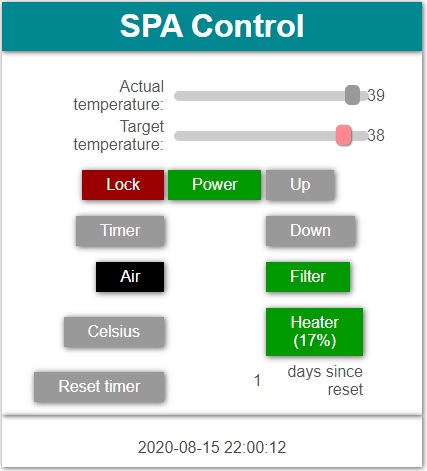 SPA Control
Actual
temperature:
39
Target
temperature:
38
Lock
Power
Up
Timer
Down
Air
Filter
Celsius
Heater
(17%)
Reset timer
1
days since
reset
2020-08-15 22:00:12